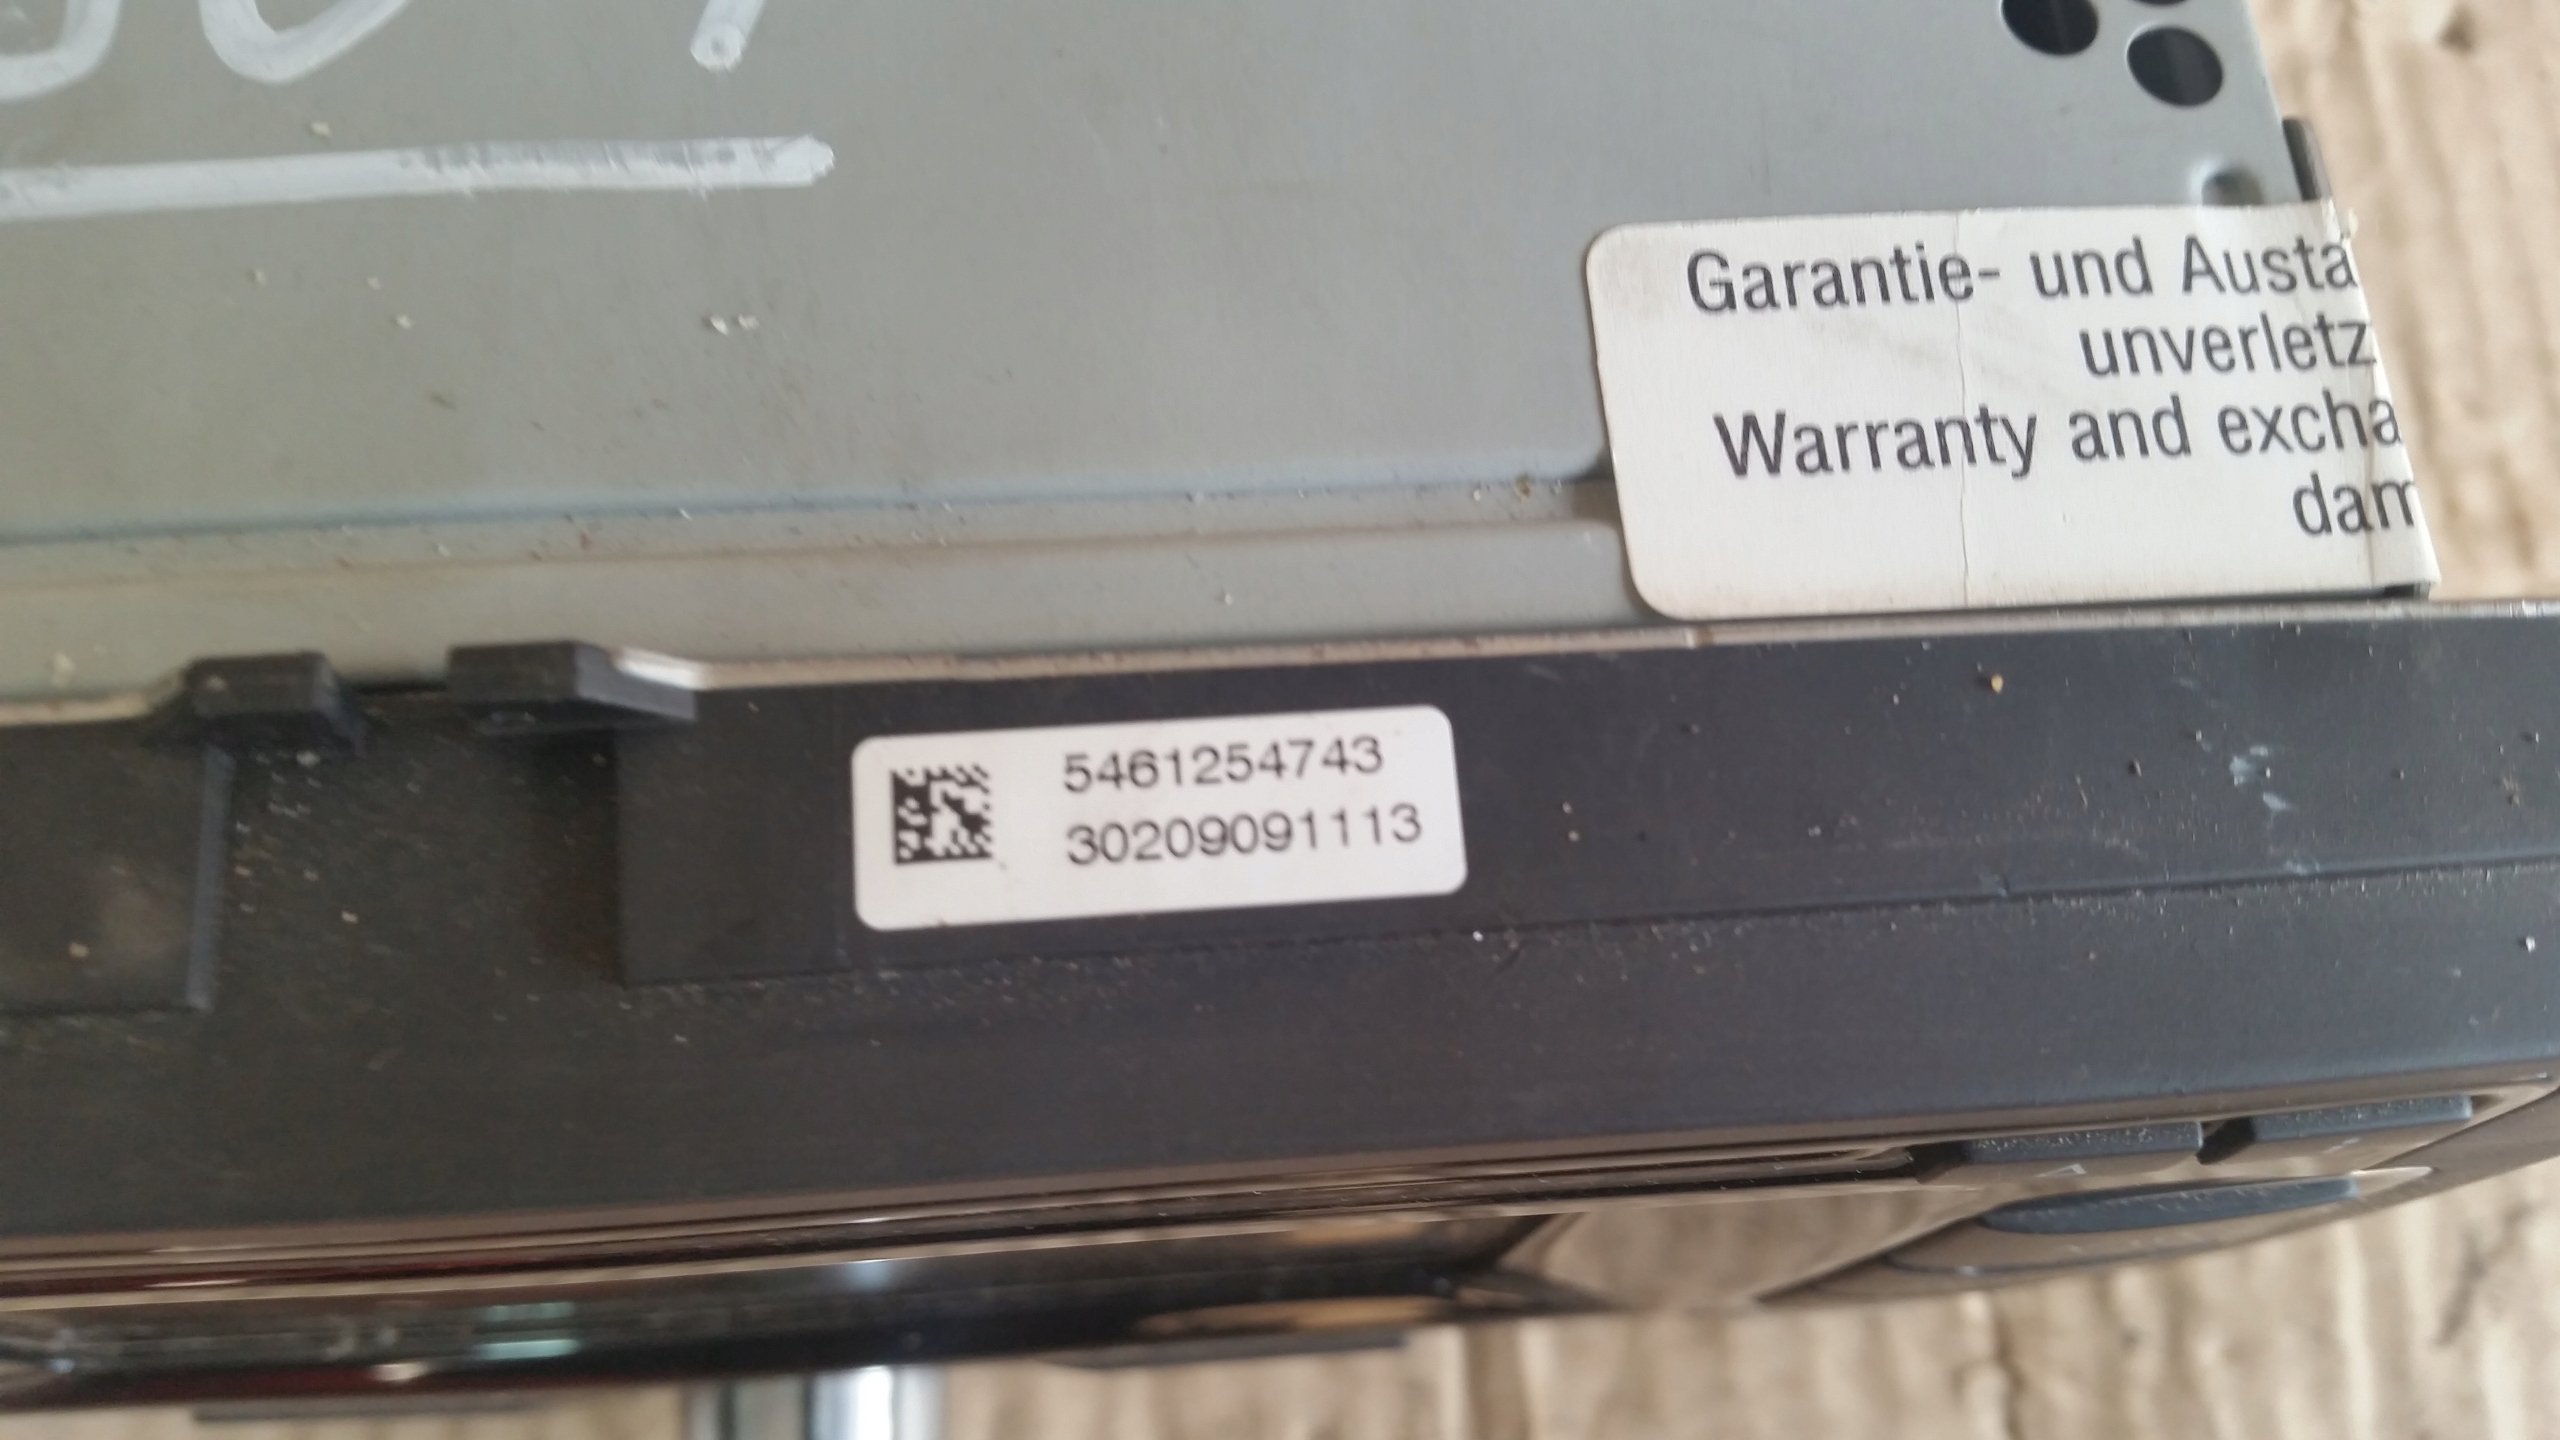 Garantie- und Austa
unverletz
Warranty and excha
dam
5461254743
30209091113